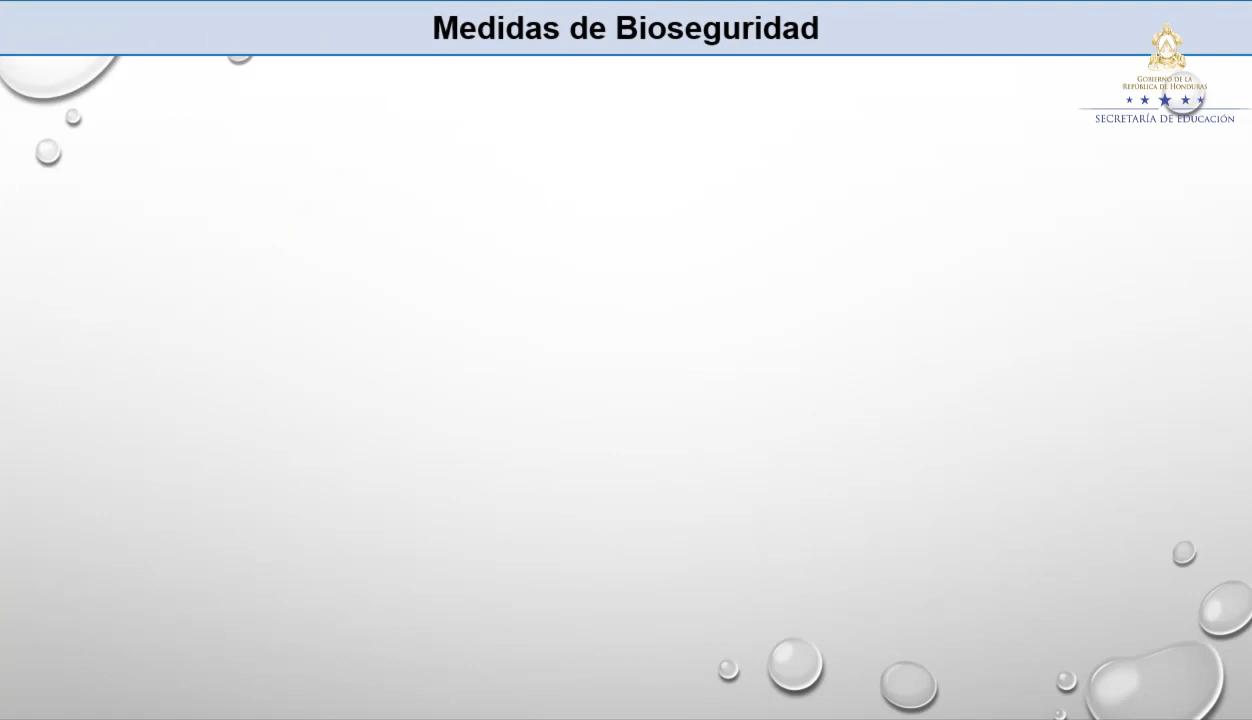 Medidas de Bioseguridad
GOBIERNO DE LA
REPÚBLICA DE HONDURAS
SECRETARÍA DE EDUCACIÓN